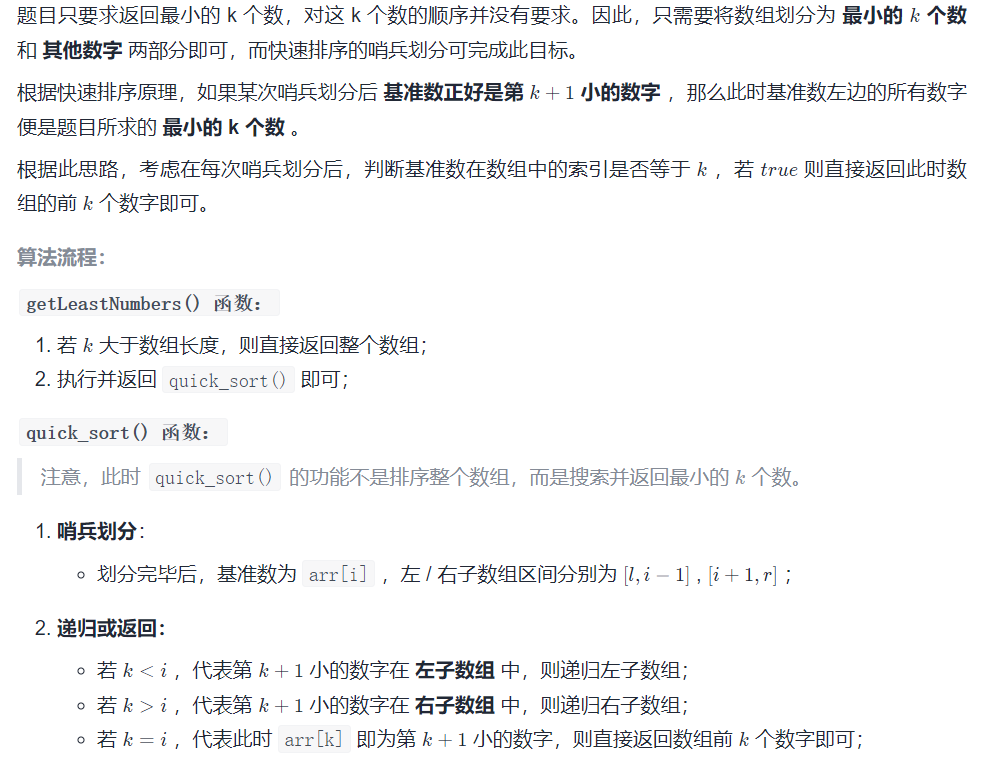 题目只要求返回最小的 k 个数，对这 k 个数的顺序并没有要求。因此，只需要将数组划分为 最小的 k 个数
和 其他数字 两部分即可，而快速排序的哨兵划分可完成此目标。
根据快速排序原理，如果某次哨兵划分后 基准数正好是第 k + 1 小的数字 ，那么此时基准数左边的所有数字
便是题目所求的 最小的 k 个数 。
根据此思路，考虑在每次哨兵划分后，判断基准数在数组中的索引是否等于 k ，若 true 则直接返回此时数
组的前 k 个数字即可。
算法流程：
getLeastNumbers() 函数：
1. 若 k 大于数组长度，则直接返回整个数组；
2. 执行并返回 quick_sort() 即可；
quick_sort() 函数：
注意，此时 quick_sort() 的功能不是排序整个数组，而是搜索并返回最小的 k 个数。
1. 哨兵划分：
◦ 划分完毕后，基准数为 arr[i] ，左 / 右子数组区间分别为 [l, i − 1] , [i + 1, r] ；
2. 递归或返回：
◦ 若 k < i ，代表第 k + 1 小的数字在 左子数组 中，则递归左子数组；
◦ 若 k > i ，代表第 k + 1 小的数字在 右子数组 中，则递归右子数组；
◦ 若 k = i ，代表此时 arr[k] 即为第 k + 1 小的数字，则直接返回数组前 k 个数字即可；